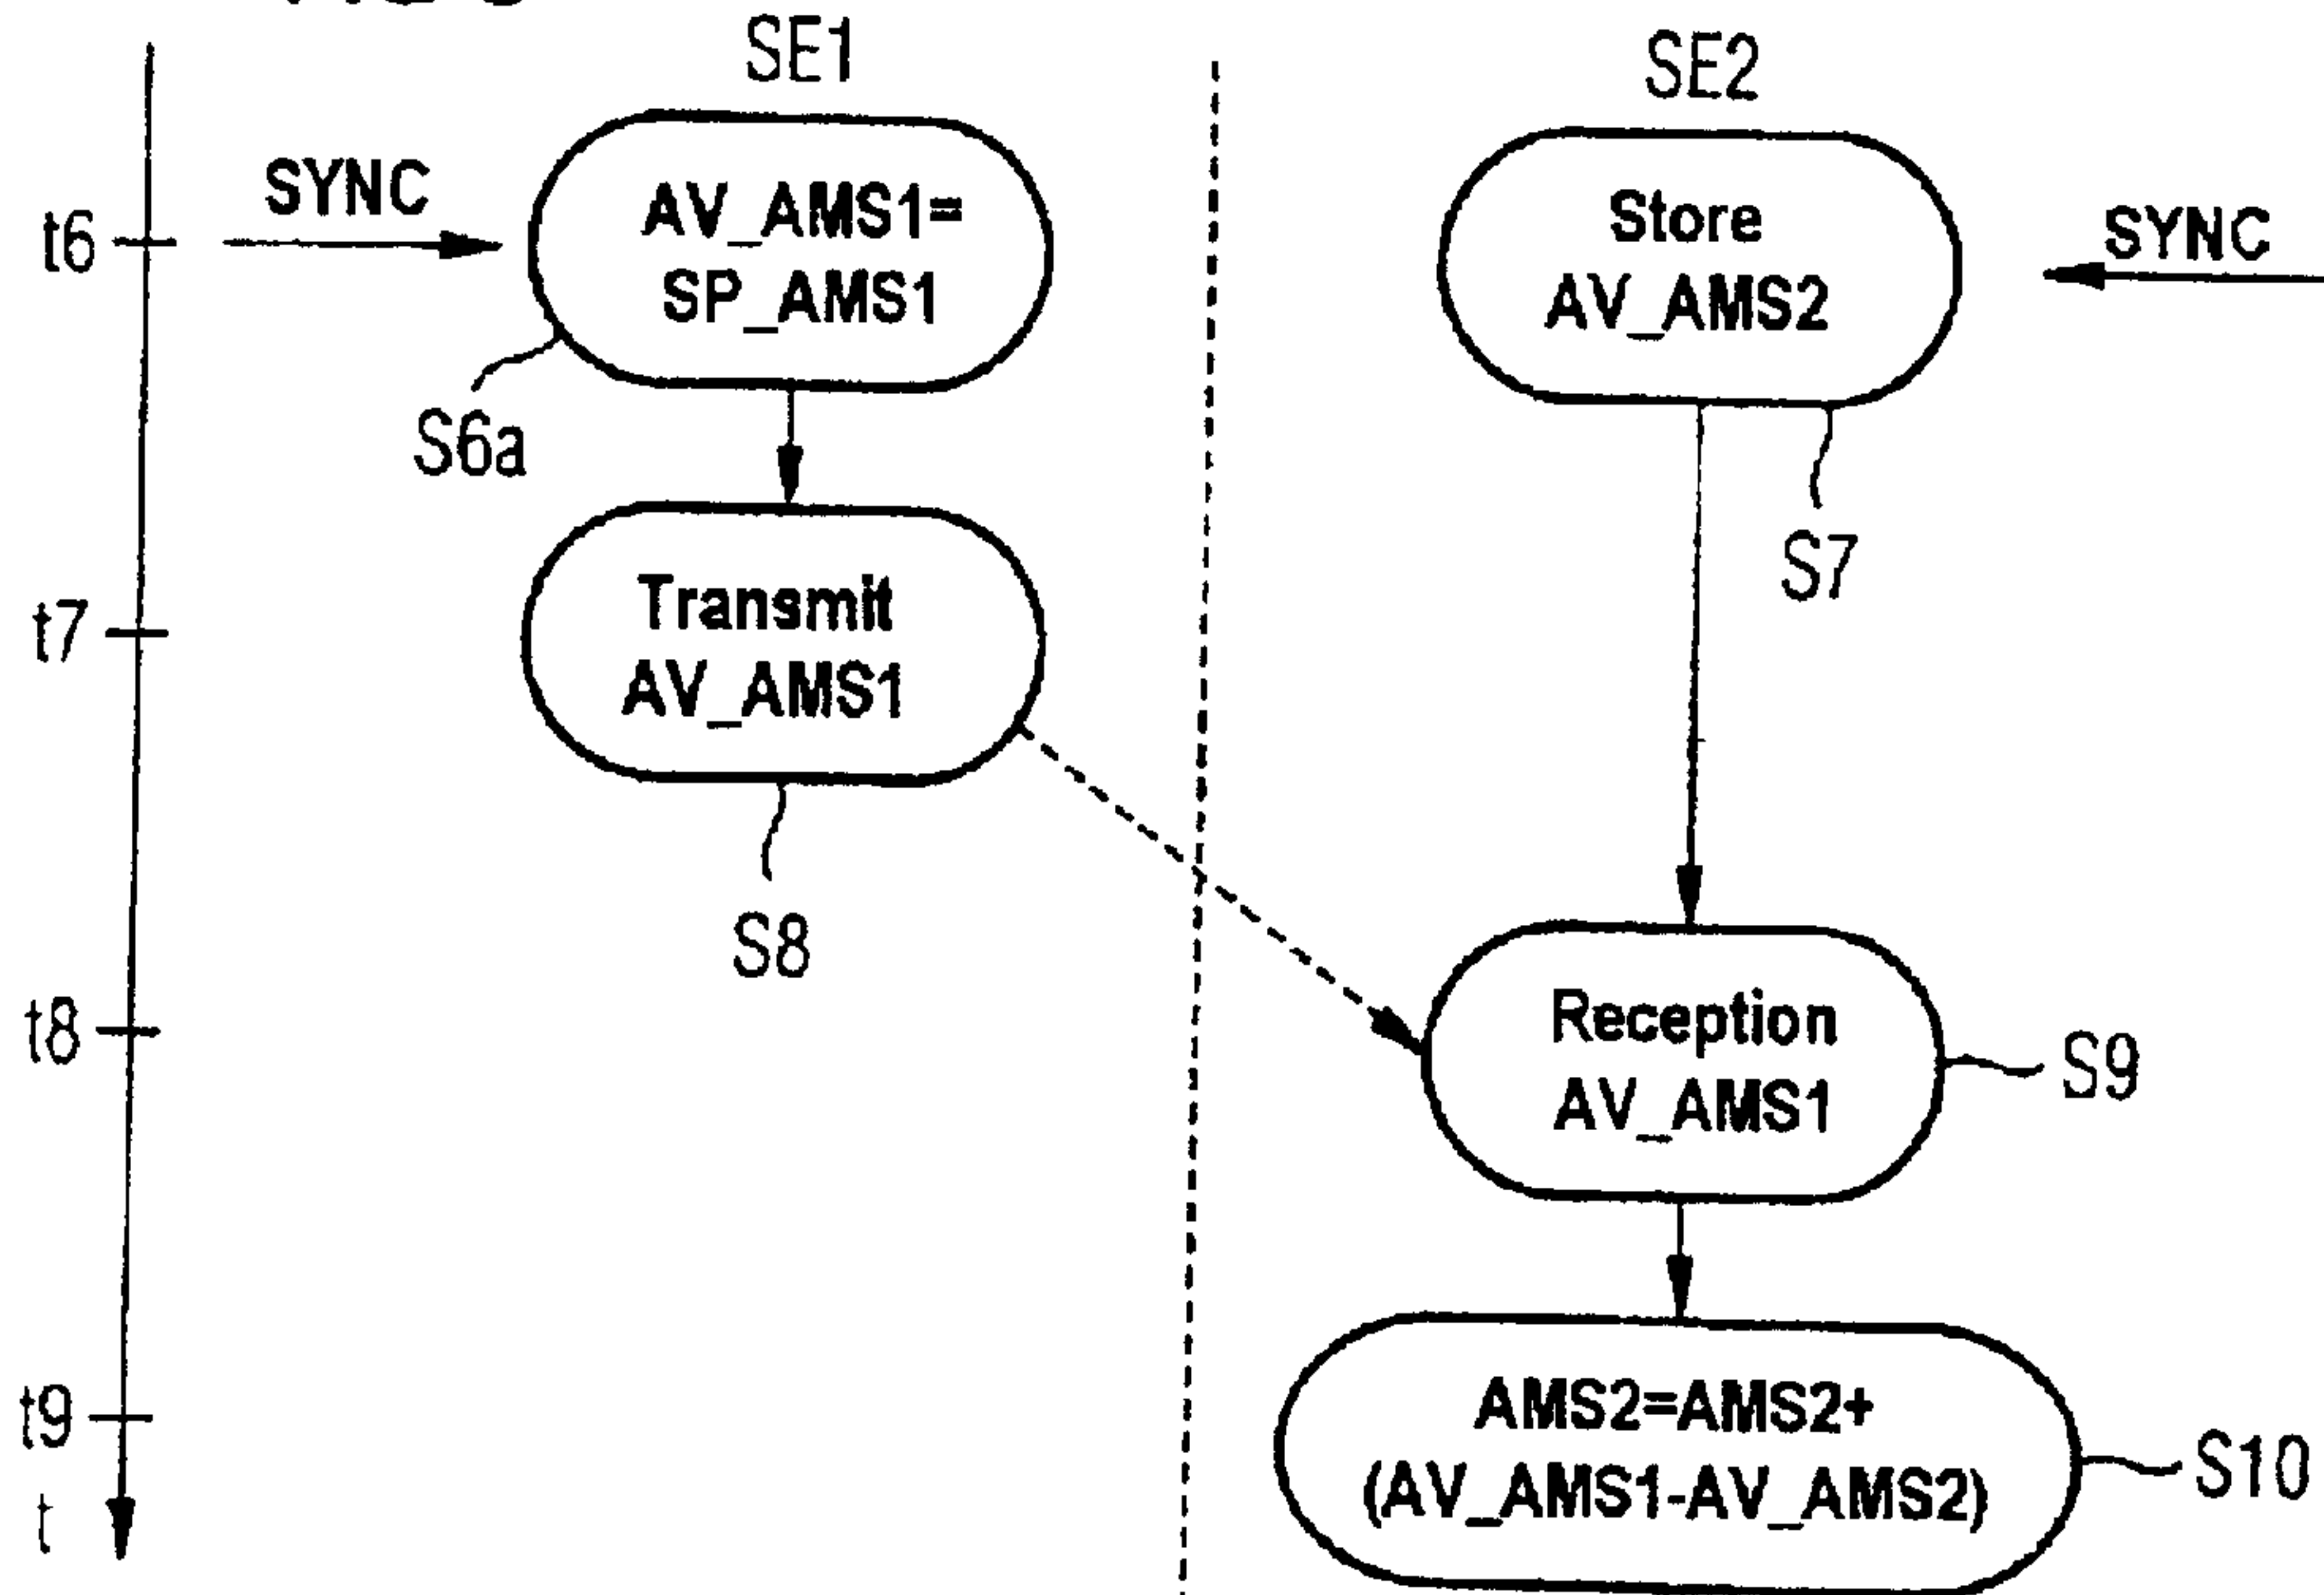 SE1
SE2
SYNC
AV_AMS1=
SP_AMS1
Store
AV_AMS2
SYNC
t6
S6a
S7
Transmit
AV_AMS1
t7
S8
t8
Reception
AV_AMS1
S9
t9
AMS2=AMS2+
(AV_AMS1-AV_AMS2)
S10
t